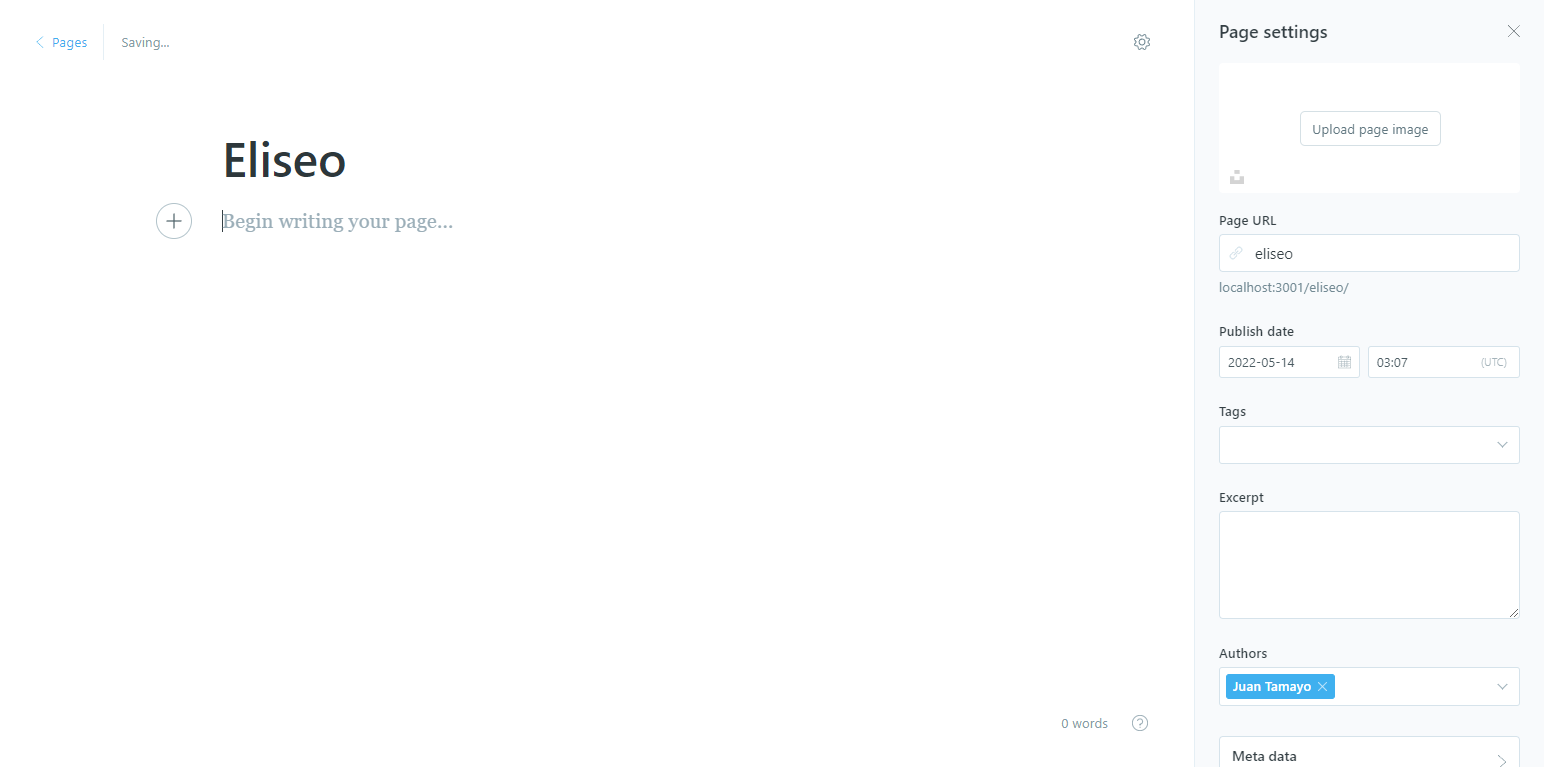 Pages
Saving...
Eliseo
Begin writing your page...
0 words
Page settings
Upload page image
Page URL
eliseo
localhost:3001/eliseo/
Publish date
2022-05-14 03:07 (UTC)
Tags
Excerpt
Authors
Juan Tamayo
Meta data